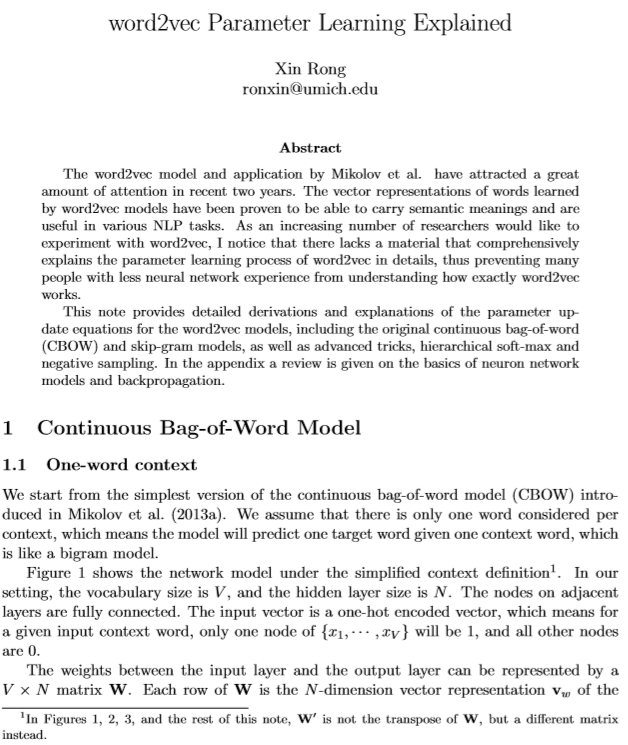 word2vec Parameter Learning Explained
Xin Rong
ronxin@umich.edu
Abstract
The word2vec model and application by Mikolov et al. have attracted a great
amount of attention in recent two years. The vector representations of words learned
by word2vec models have been proven to be able to carry semantic meanings and are
useful in various NLP tasks. As an increasing number of researchers would like to
experiment with word2vec, I notice that there lacks a material that comprehensively
explains the parameter learning process of word2vec in details, thus preventing many
people with less neural network experience from understanding how exactly word2vec
works.
This note provides detailed derivations and explanations of the parameter up-
date equations for the word2vec models, including the original continuous bag-of-word
(CBOW) and skip-gram models, as well as advanced tricks, hierarchical soft-max and
negative sampling. In the appendix a review is given on the basics of neuron network
models and backpropagation.
1 Continuous Bag-of-Word Model
1.1 One-word context
We start from the simplest version of the continuous bag-of-word model (CBOW) intro-
duced in Mikolov et al. (2013a). We assume that there is only one word considered per
context, which means the model will predict one target word given one context word, which
is like a bigram model.
Figure 1 shows the network model under the simplified context definition¹. In our
setting, the vocabulary size is V, and the hidden layer size is N. The nodes on adjacent
layers are fully connected. The input vector is a one-hot encoded vector, which means for
a given input context word, only one node of {x₁, ⋯ , x_V} will be 1, and all other nodes
are 0.
The weights between the input layer and the output layer can be represented by a
V × N matrix W. Each row of W is the N-dimension vector representation v_w of the
¹In Figures 1, 2, 3, and the rest of this note, W′ is not the transpose of W, but a different matrix
instead.